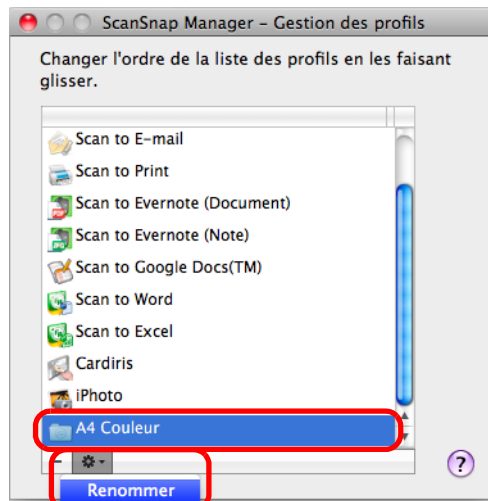 ScanSnap Manager – Gestion des profils
Changer l'ordre de la liste des profils en les faisant
glisser.
Scan to E-mail
Scan to Print
Scan to Evernote (Document)
Scan to Evernote (Note)
Scan to Google Docs(TM)
Scan to Word
Scan to Excel
Cardiris
iPhoto
A4 Couleur
?
Renommer